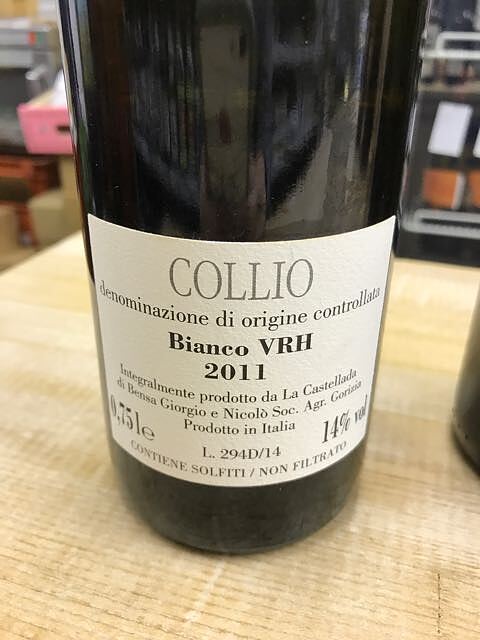 COLLIO
denominazione di origine controllata
Bianco VRH
2011
Integralmente prodotto da La Castellada
di Bensa Giorgio e Nicolò Soc. Agr. Gorizia
Prodotto in Italia
0,75l℮
14% vol
L. 294D/14
CONTIENE SOLFITI / NON FILTRATO